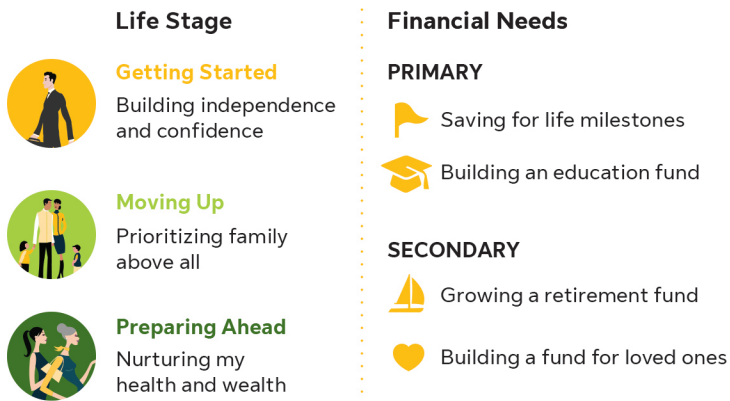 Life Stage
Getting Started
Building independence
and confidence
Moving Up
Prioritizing family
above all
Preparing Ahead
Nurturing my
health and wealth
Financial Needs
PRIMARY
Saving for life milestones
Building an education fund
SECONDARY
Growing a retirement fund
Building a fund for loved ones